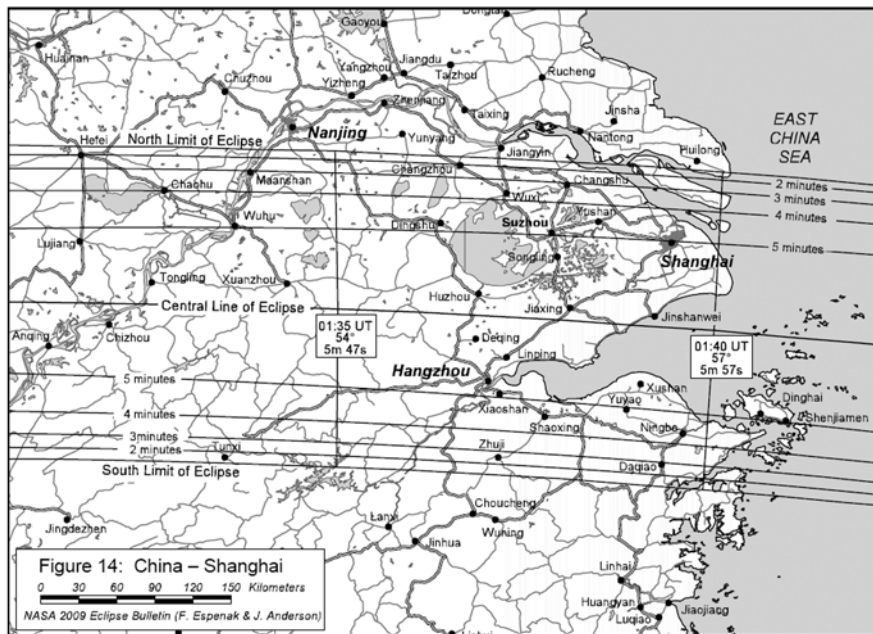 Gaoyou
Huainan
Jiangdu
Yangzhou
Taizhou
Rucheng
Chuzhou
Yizheng
Zhenjiang
Taixing
Jinsha
EAST
CHINA
SEA
Nanjing
North Limit of Eclipse
Hefei
Yunyang
Jiangyin
Nantong
Huilong
Changzhou
Maanshan
Chaohu
Wuxi
Changshu
2 minutes
3 minutes
4 minutes
Wuhu
Dingshu
Suzhou
Yushan
5 minutes
Lujiang
Songling
Shanghai
Tongling
Xuanzhou
Huzhou
Central Line of Eclipse
Jiaxing
Jinshanwei
01:35 UT
54°
5m 47s
Anqing
Chizhou
Deqing
Linping
01:40 UT
57°
5m 57s
Hangzhou
5 minutes
Xushan
Dinghai
Xiaoshan
Yuyao
Shenjiamen
4 minutes
Shaoxing
Ningbo
3minutes
2 minutes
Tunxi
Zhuji
Daqiao
South Limit of Eclipse
Choucheng
Lanxi
Wuning
Jingdezhen
Jinhua
Linhai
Huangyan
Jiaojiang
Luqiao
Figure 14: China – Shanghai
0 30 60 90 120 150 Kilometers
NASA 2009 Eclipse Bulletin (F. Espenak & J. Anderson)